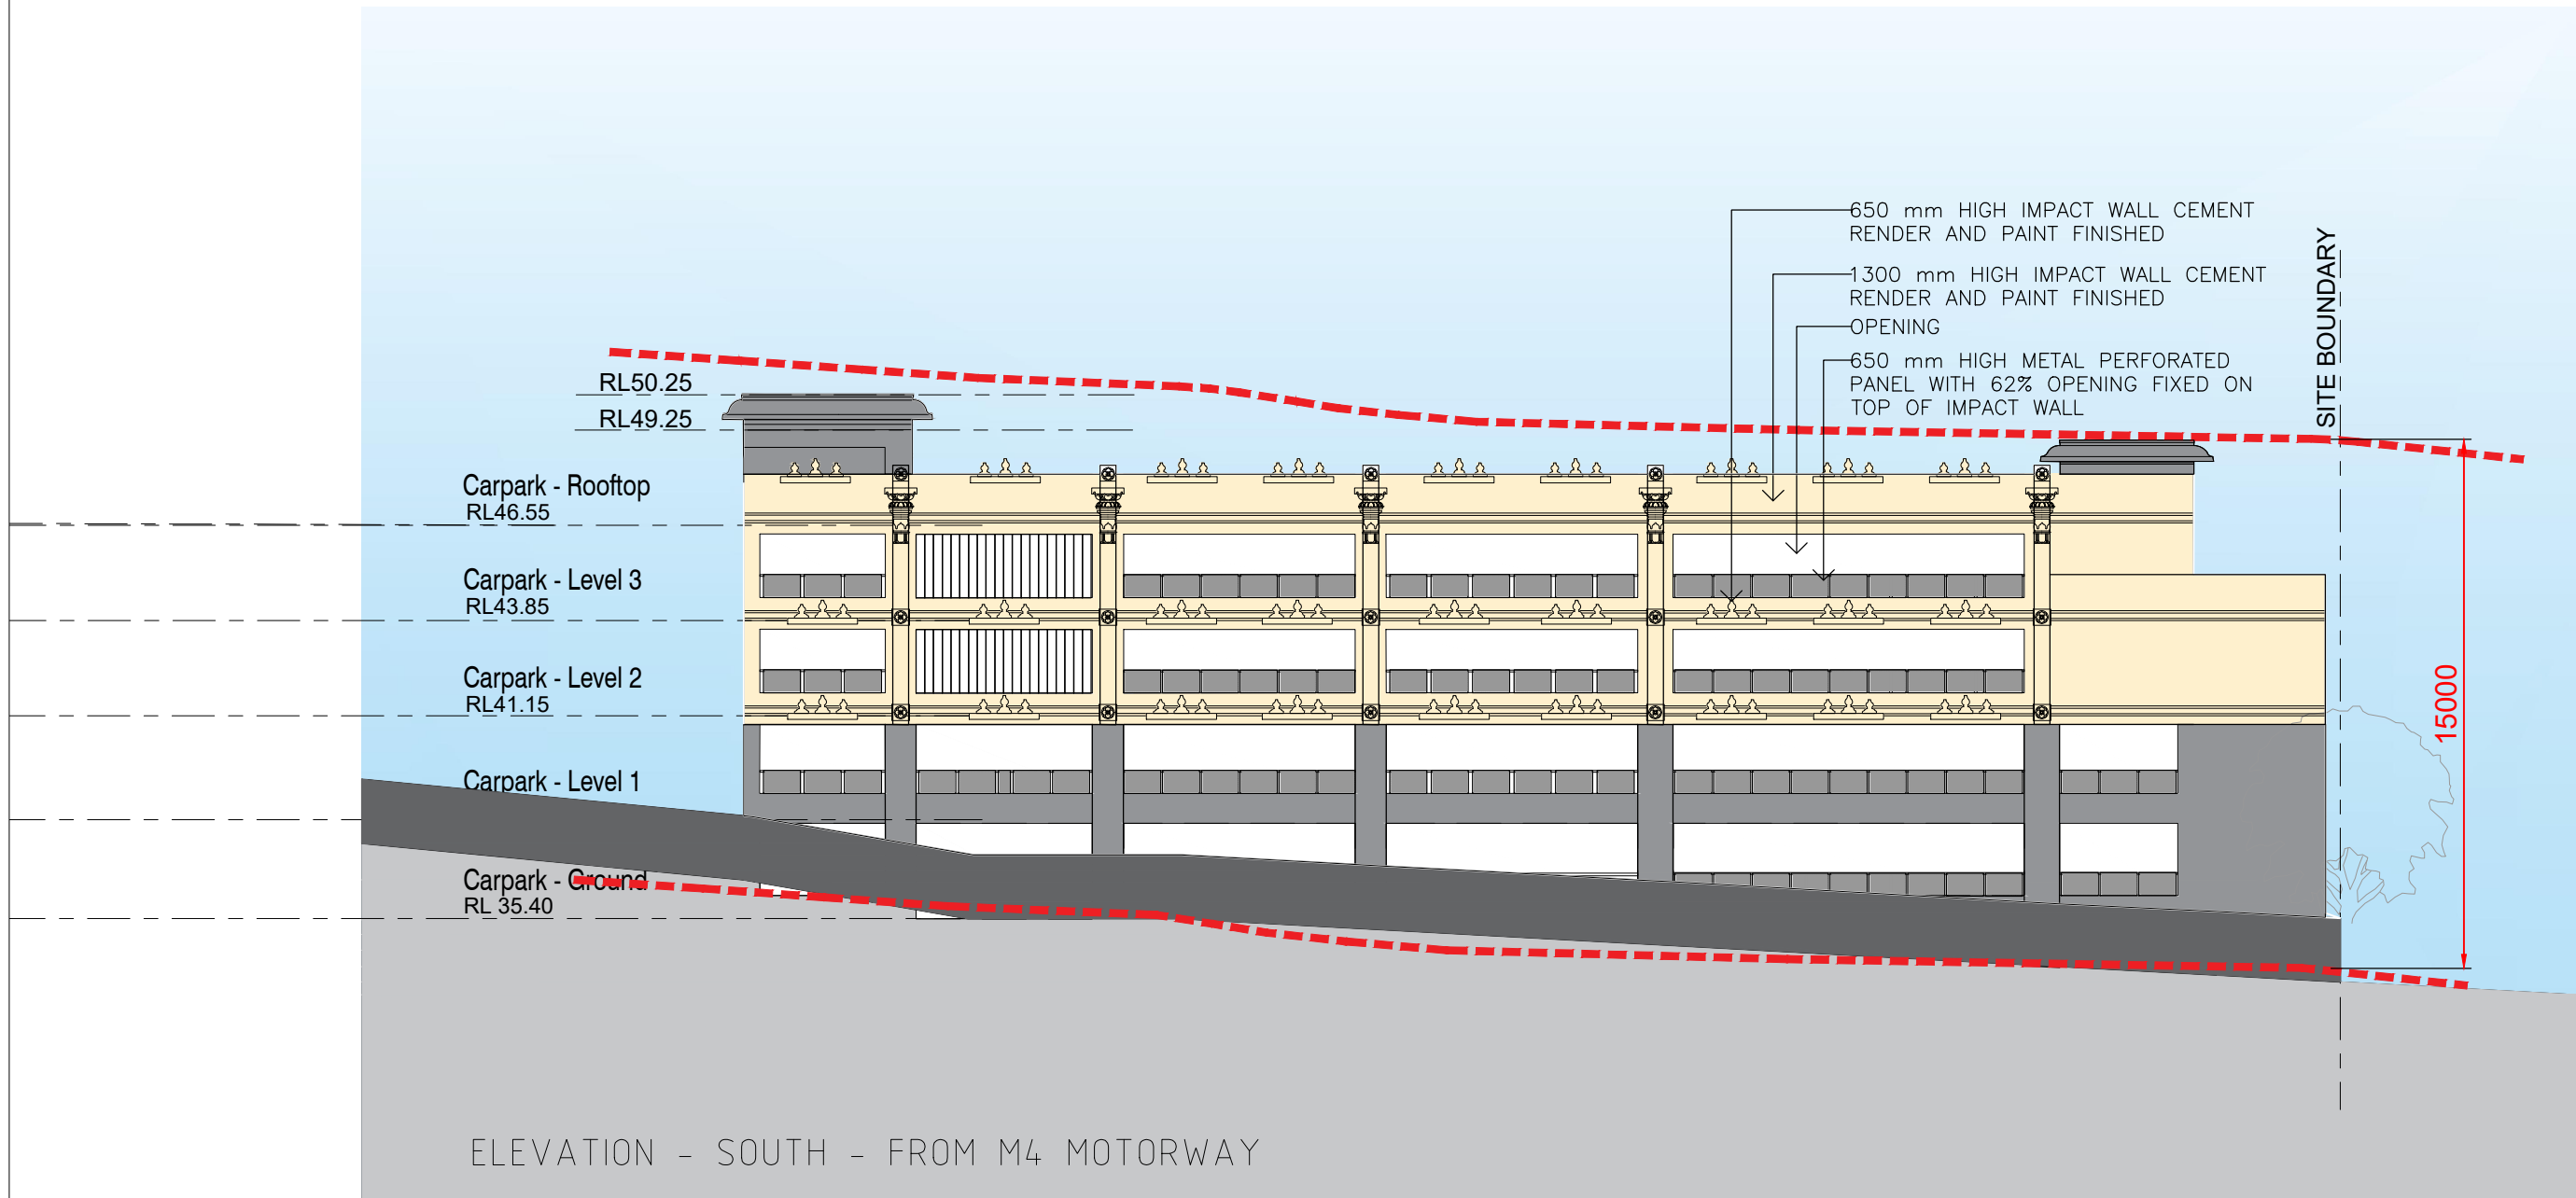 650 mm HIGH IMPACT WALL CEMENT
RENDER AND PAINT FINISHED
1300 mm HIGH IMPACT WALL CEMENT
RENDER AND PAINT FINISHED
OPENING
650 mm HIGH METAL PERFORATED
PANEL WITH 62% OPENING FIXED ON
TOP OF IMPACT WALL
SITE BOUNDARY
RL50.25
RL49.25
Carpark - Rooftop
RL46.55
Carpark - Level 3
RL43.85
Carpark - Level 2
RL41.15
15000
Carpark - Level 1
Carpark - Ground
RL 35.40
ELEVATION - SOUTH - FROM M4 MOTORWAY